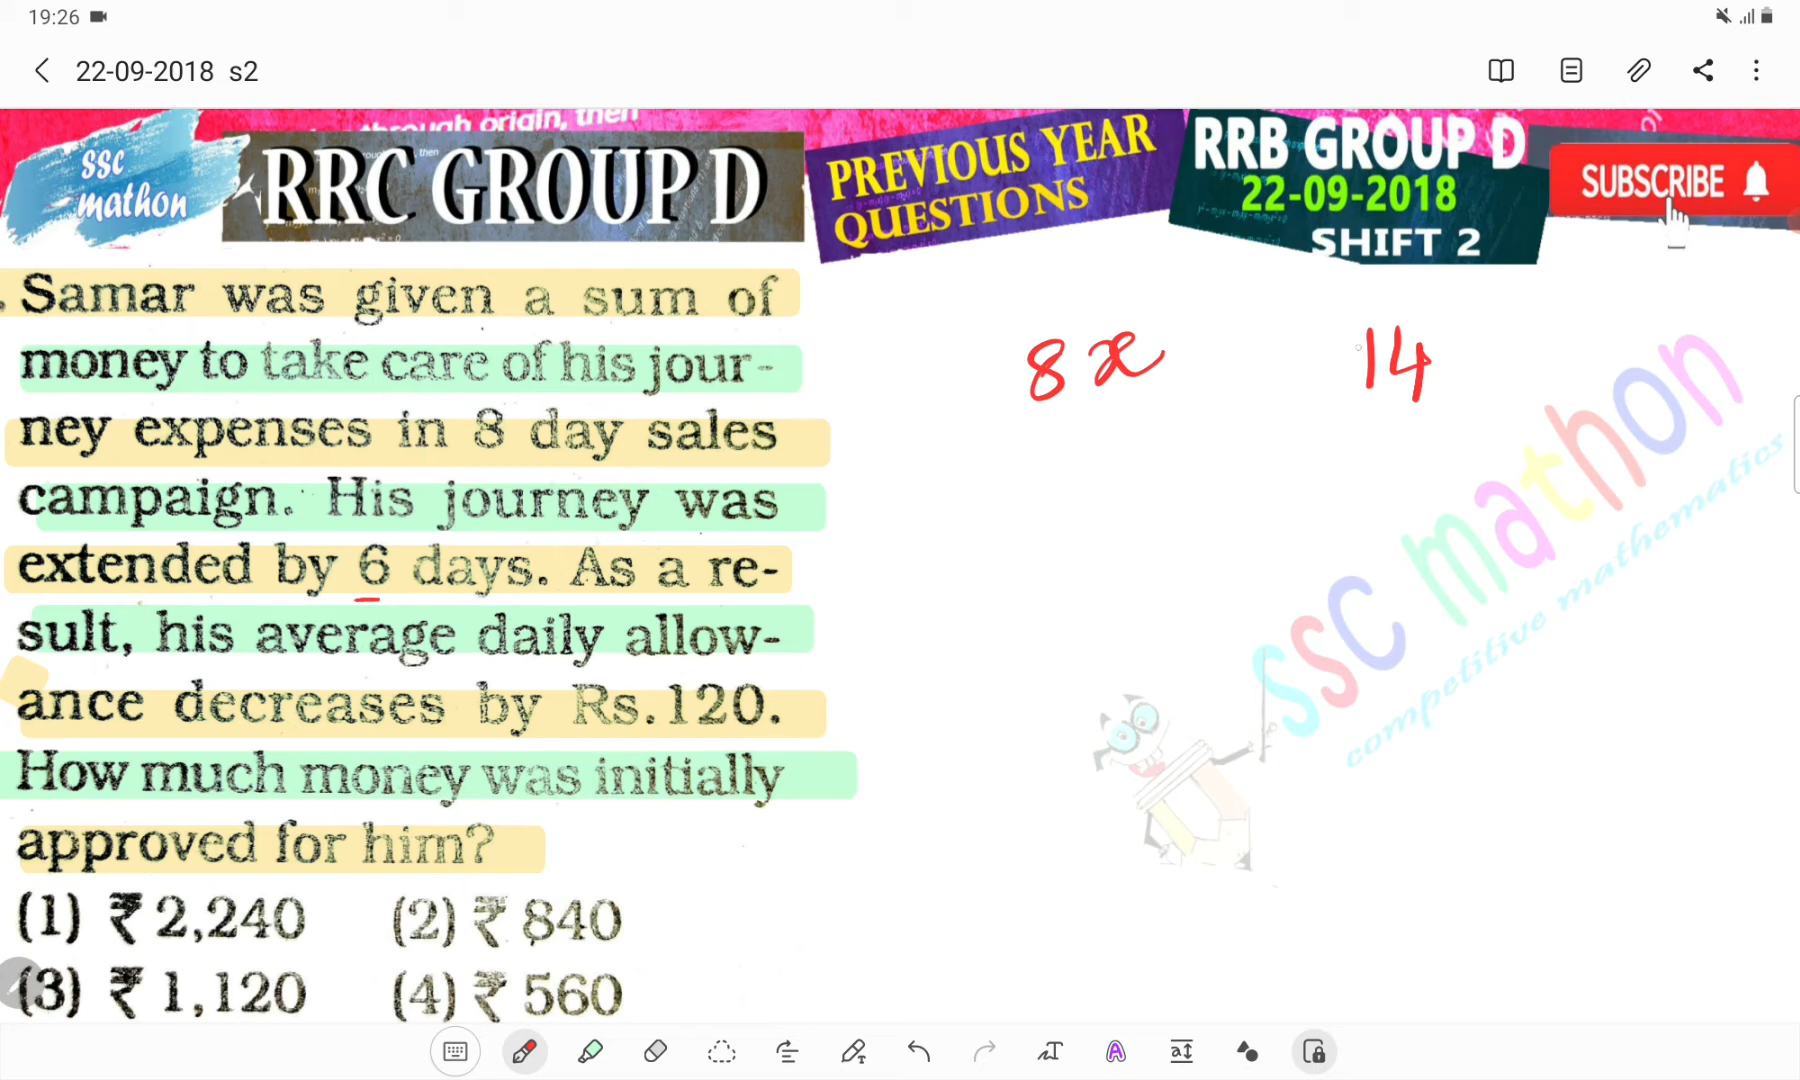 19:26
22-09-2018 s2
through origin, then
ssc mathon
RRC GROUP D
PREVIOUS YEAR QUESTIONS
RRB GROUP D
22-09-2018
SHIFT 2
SUBSCRIBE
. Samar was given a sum of
money to take care of his jour-
ney expenses in 8 day sales
campaign. His journey was
extended by 6 days. As a re-
sult, his average daily allow-
ance decreases by Rs.120.
How much money was initially
approved for him?
(1) ₹ 2,240 (2) ₹ 840
(3) ₹ 1,120 (4) ₹ 560
8x 14
ssc mathon
competitive mathematics